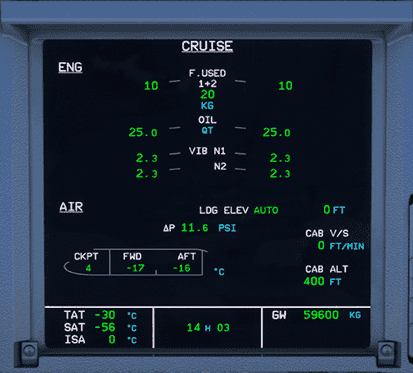 CRUISE
ENG
F.USED
10 1+2 10
20
KG
OIL
25.0 QT 25.0
2.3 VIB N1 2.3
2.3 N2 2.3
AIR
LDG ELEV AUTO 0 FT
ΔP 11.6 PSI
CAB V/S
0 FT/MIN
CKPT FWD AFT
4 -17 -16 °C
CAB ALT
400 FT
TAT -30 °C
SAT -56 °C
ISA 0 °C
14 H 03
GW 59600 KG